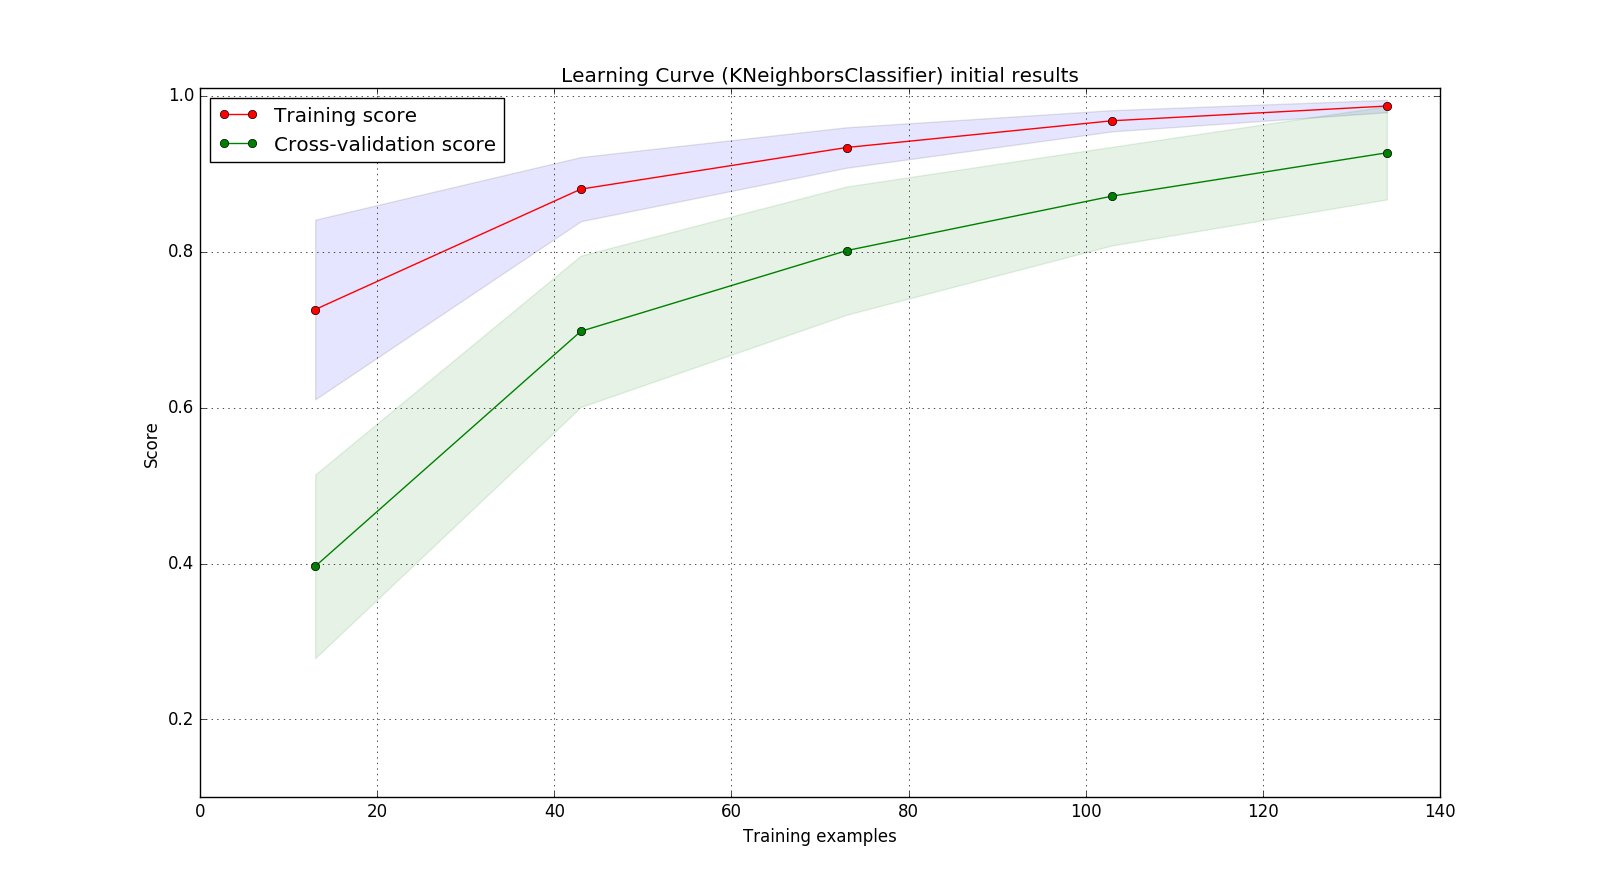 Learning Curve (KNeighborsClassifier) initial results
Training score
Cross-validation score
1.0
0.8
0.6
0.4
0.2
Score
0 20 40 60 80 100 120 140
Training examples